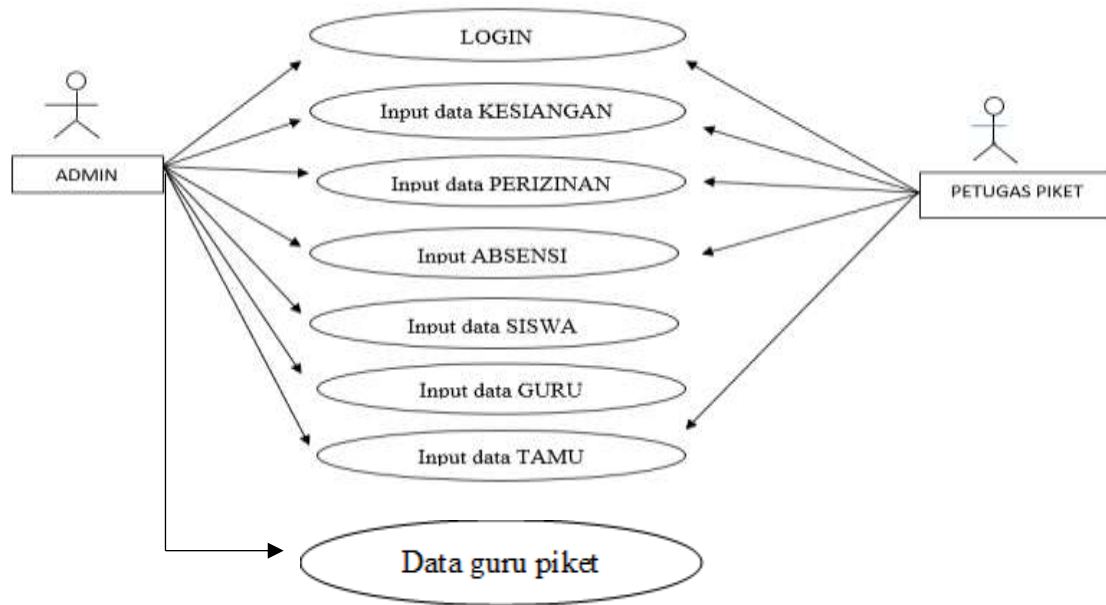 LOGIN
Input data KESIANGAN
ADMIN
Input data PERIZINAN
PETUGAS PIKET
Input ABSENSI
Input data SISWA
Input data GURU
Input data TAMU
Data guru piket